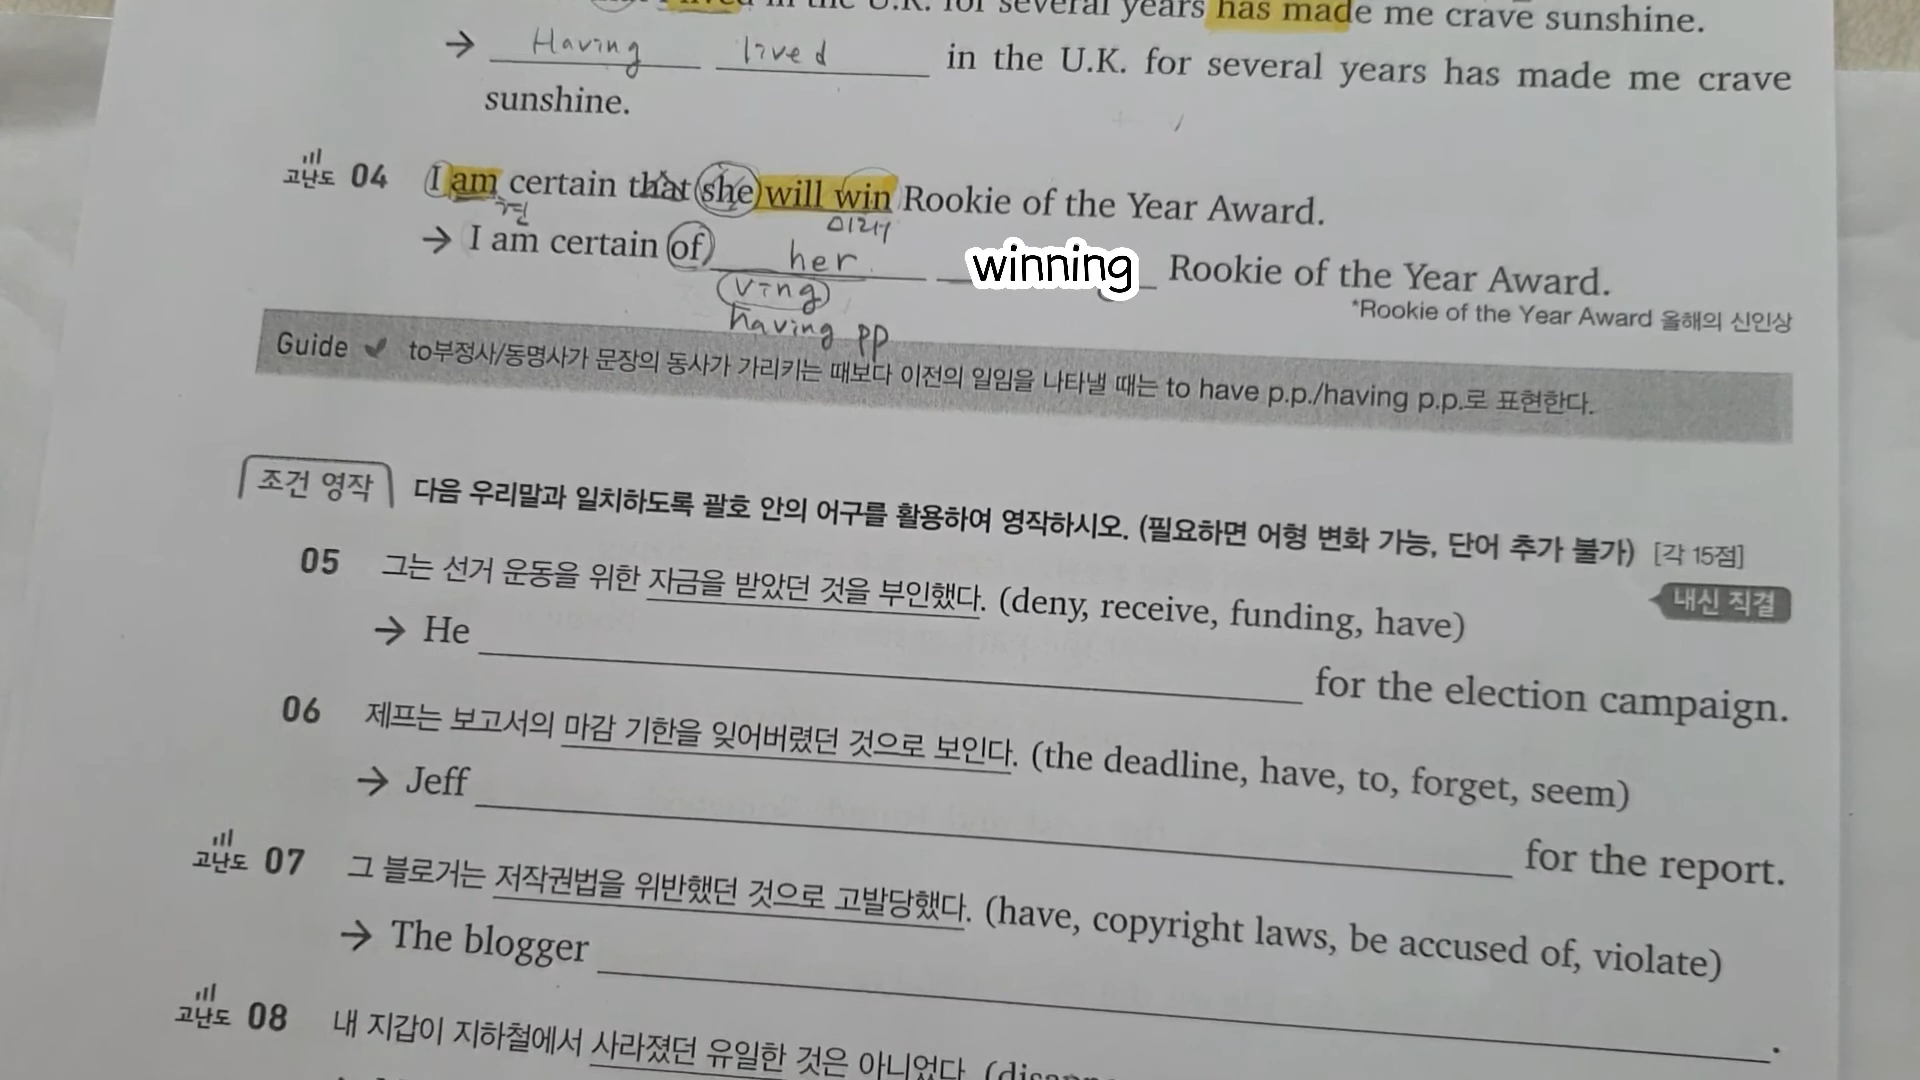 lived in the U.K. for several years has made me crave sunshine.
→ Having lived in the U.K. for several years has made me crave
sunshine.
고난도 04 I am certain that she will win Rookie of the Year Award.
현 미래
→ I am certain of her winning Rookie of the Year Award.
ving
having pp
*Rookie of the Year Award 올해의 신인상
Guide ✔ to부정사/동명사가 문장의 동사가 가리키는 때보다 이전의 일임을 나타낼 때는 to have p.p./having p.p.로 표현한다.
조건 영작 다음 우리말과 일치하도록 괄호 안의 어구를 활용하여 영작하시오. (필요하면 어형 변화 가능, 단어 추가 불가) [각 15점]
05 그는 선거 운동을 위한 자금을 받았던 것을 부인했다. (deny, receive, funding, have)
내신 직결
→ He for the election campaign.
06 제프는 보고서의 마감 기한을 잊어버렸던 것으로 보인다. (the deadline, have, to, forget, seem)
→ Jeff for the report.
고난도 07 그 블로거는 저작권법을 위반했던 것으로 고발당했다. (have, copyright laws, be accused of, violate)
→ The blogger .
고난도 08 내 지갑이 지하철에서 사라졌던 유일한 것은 아니었다.